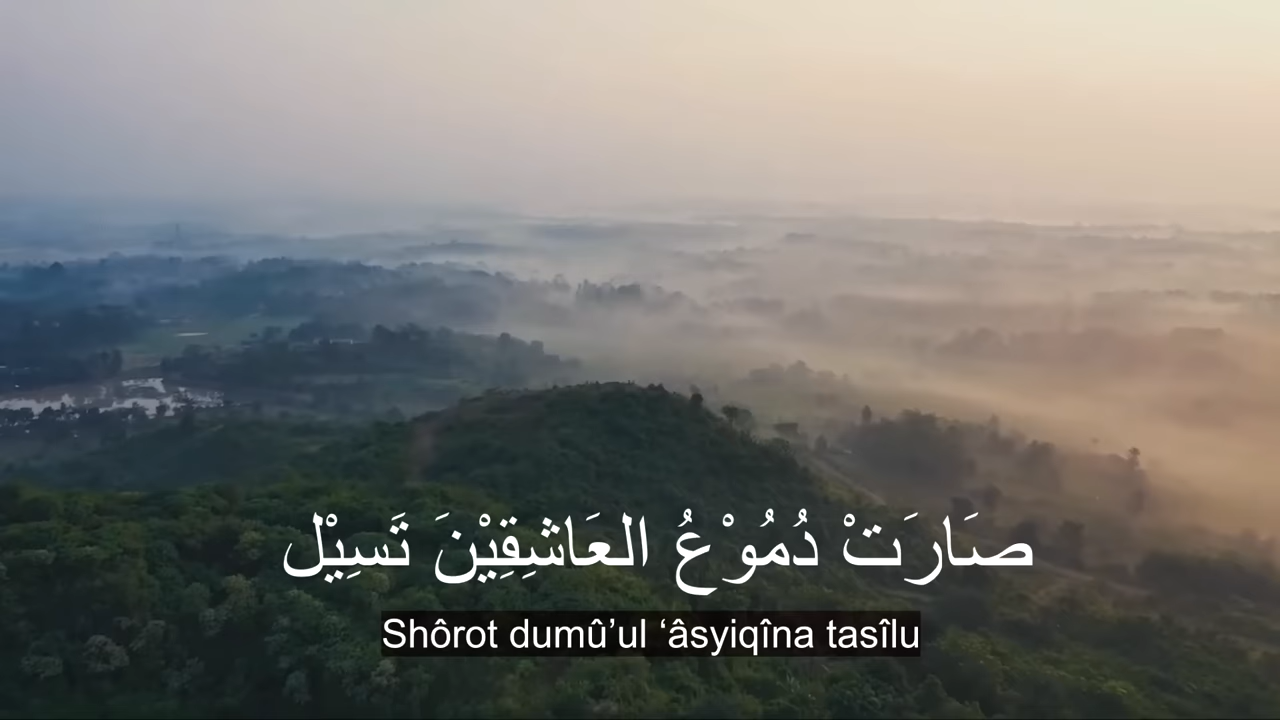 صَارَتْ دُمُوْعُ العَاشِقِيْنَ تَسِيْل
Shôrot dumû’ul ‘âsyiqîna tasîlu